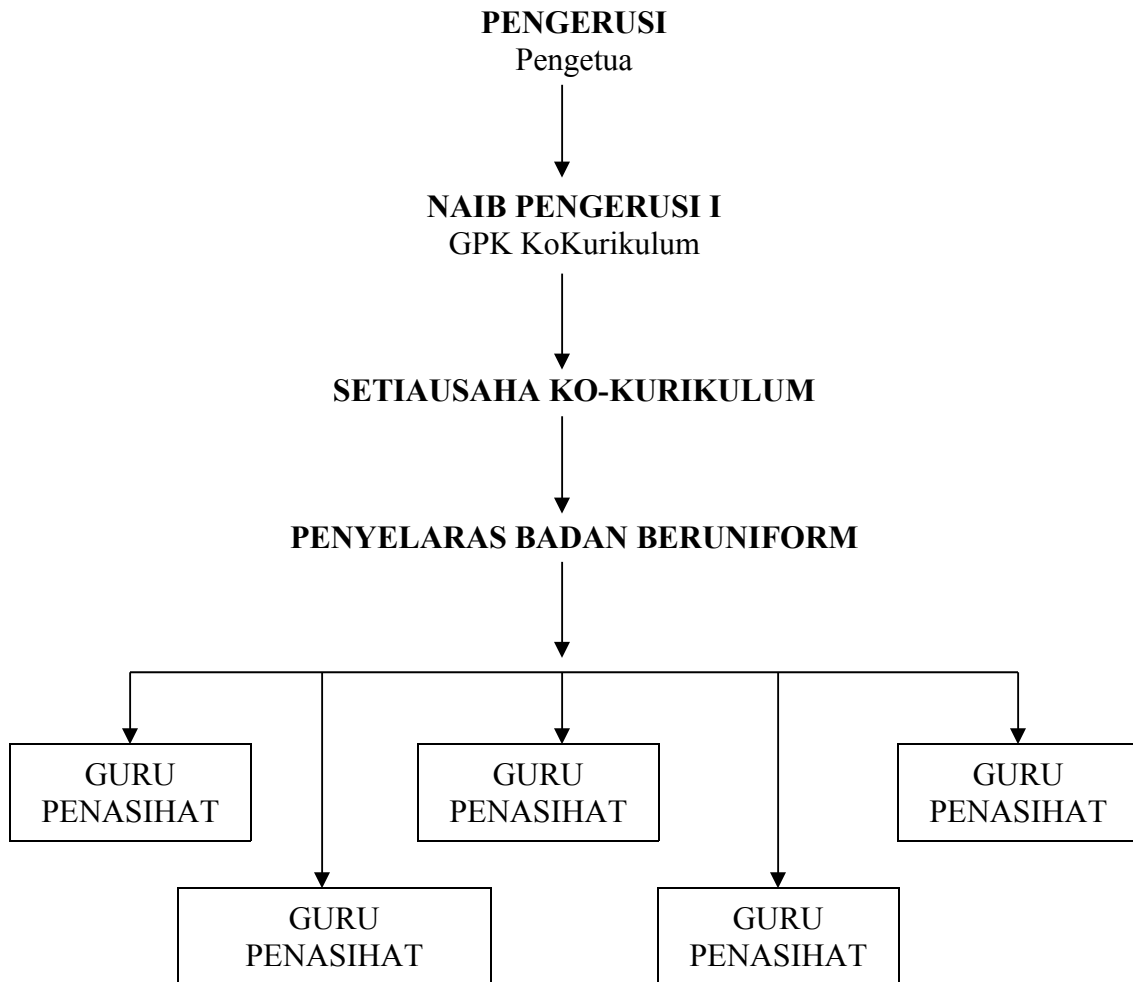 PENGERUSI
Pengetua
NAIB PENGERUSI I
GPK KoKurikulum
SETIAUSAHA KO-KURIKULUM
PENYELARAS BADAN BERUNIFORM
GURU
PENASIHAT
GURU
PENASIHAT
GURU
PENASIHAT
GURU
PENASIHAT
GURU
PENASIHAT